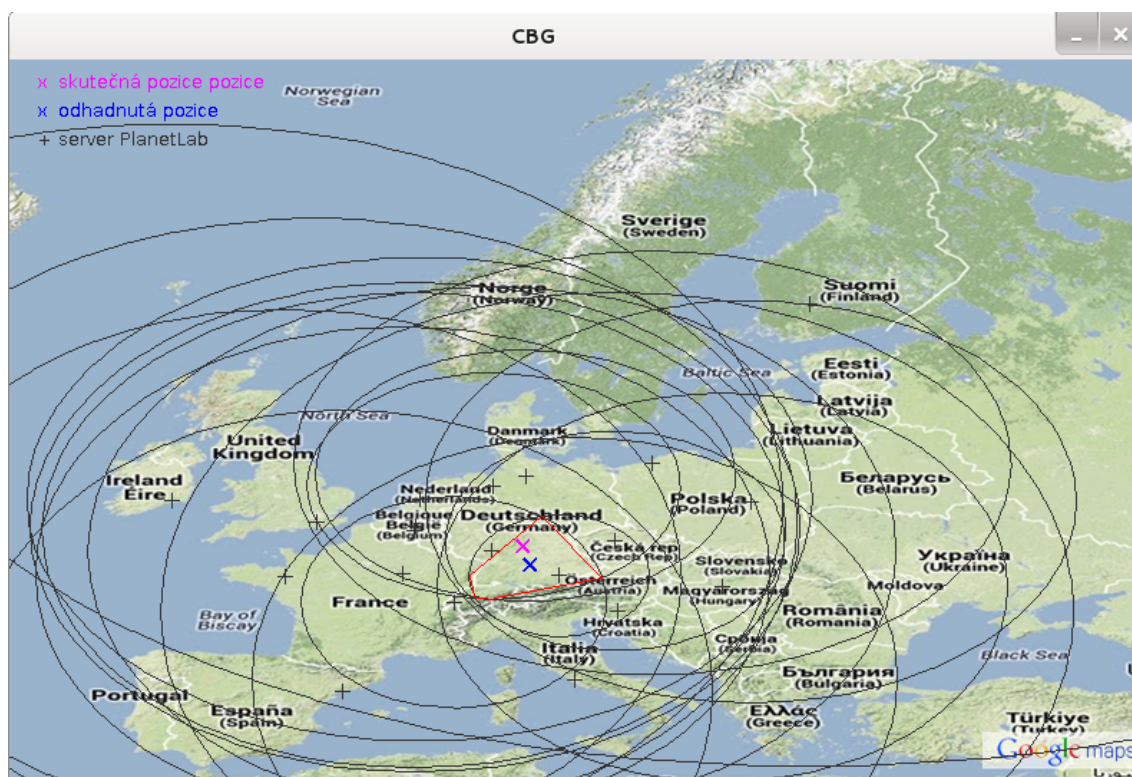 CBG
x skutečná pozice pozice
x odhadnutá pozice
+ server PlanetLab
Norwegian
Sea
Sverige
(Sweden)
Norge
(Norway)
Suomi
(Finland)
Baltic Sea
Eesti
(Estonia)
Latvija
(Latvia)
Lietuva
(Lithuania)
North Sea
Danmark
(Denmark)
United
Kingdom
Ireland
Éire
Nederland
(Netherlands)
Беларусь
(Belarus)
Polska
(Poland)
Belgique
België
(Belgium)
Deutschland
(Germany)
Česká rep
(Czech Rep)
Slovensko
(Slovakia)
Україна
(Ukraine)
Österreich
(Austria)
Magyarország
(Hungary)
Moldova
France
Bay of
Biscay
România
(Romania)
Hrvatska
(Croatia)
Србија
(Serbia)
Italia
(Italy)
Black Sea
България
(Bulgaria)
Portugal
España
(Spain)
Ελλάς
(Greece)
Türkiye
(Turkey)
Google maps